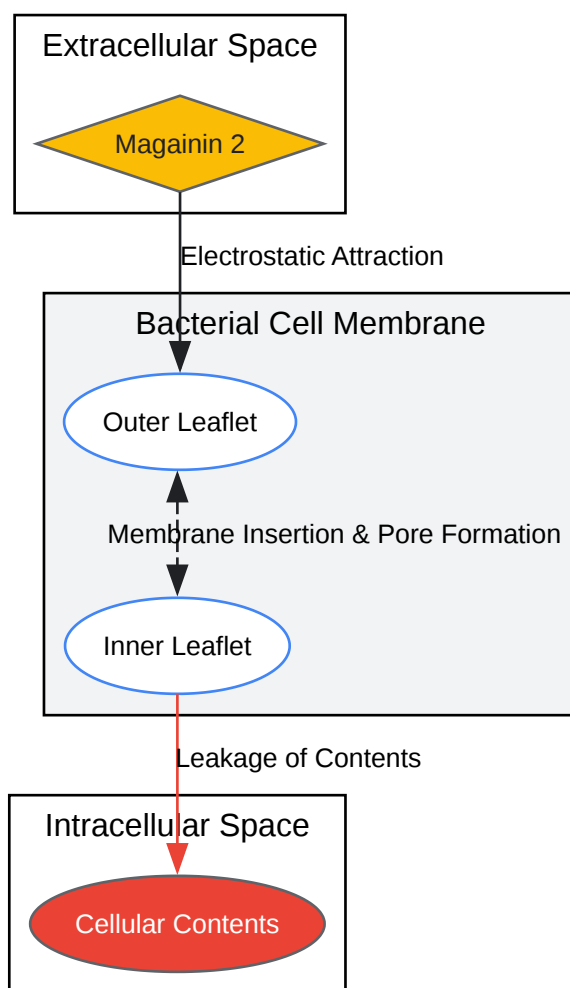 Extracellular Space
Magainin 2
Electrostatic Attraction
Bacterial Cell Membrane
Outer Leaflet
Membrane Insertion & Pore Formation
Inner Leaflet
Leakage of Contents
Intracellular Space
Cellular Contents